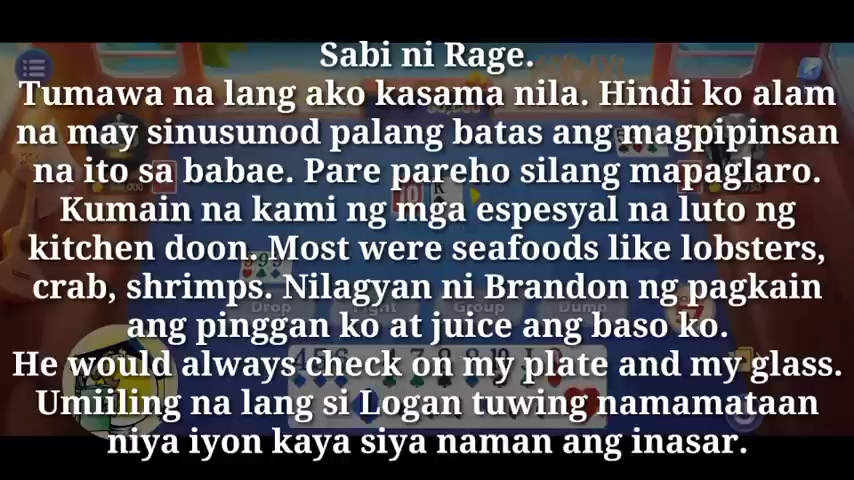 Sabi ni Rage.
Tumawa na lang ako kasama nila. Hindi ko alam
na may sinusunod palang batas ang magpipinsan
na ito sa babae. Pare pareho silang mapaglaro.
Kumain na kami ng mga espesyal na luto ng
kitchen doon. Most were seafoods like lobsters,
crab, shrimps. Nilagyan ni Brandon ng pagkain
ang pinggan ko at juice ang baso ko.
He would always check on my plate and my glass.
Umiiling na lang si Logan tuwing namamataan
niya iyon kaya siya naman ang inasar.
Drop Fight Group Dump